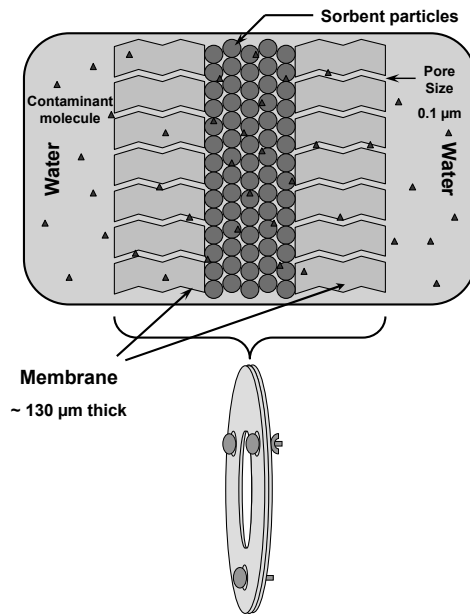 Sorbent particles
Contaminant
molecule
Pore
Size
0.1 µm
Water
Water
Membrane
~ 130 µm thick